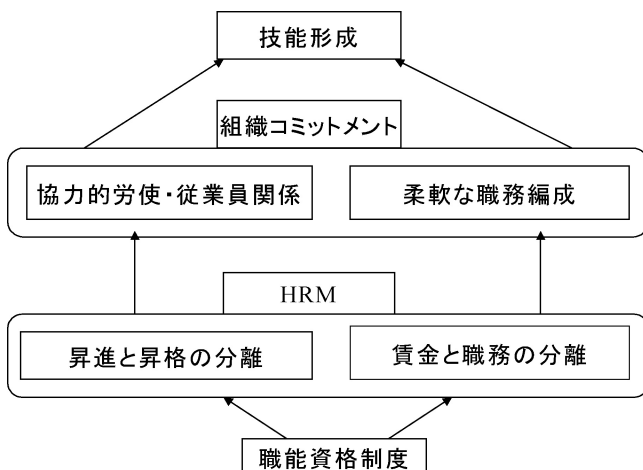 技能形成
組織コミットメント
協力的労使・従業員関係
柔軟な職務編成
HRM
昇進と昇格の分離
賃金と職務の分離
職能資格制度